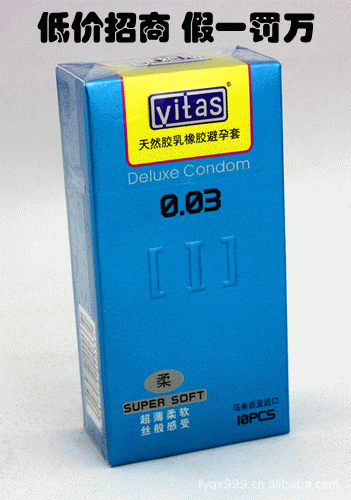 低价招商 假一罚万
vitas®
天然胶乳橡胶避孕套
Deluxe Condom
0.03
[I]
柔
SUPER SOFT
超薄柔软
丝般感受
马来西亚进口
10PCS
fvqx999.cn.alibaba.com